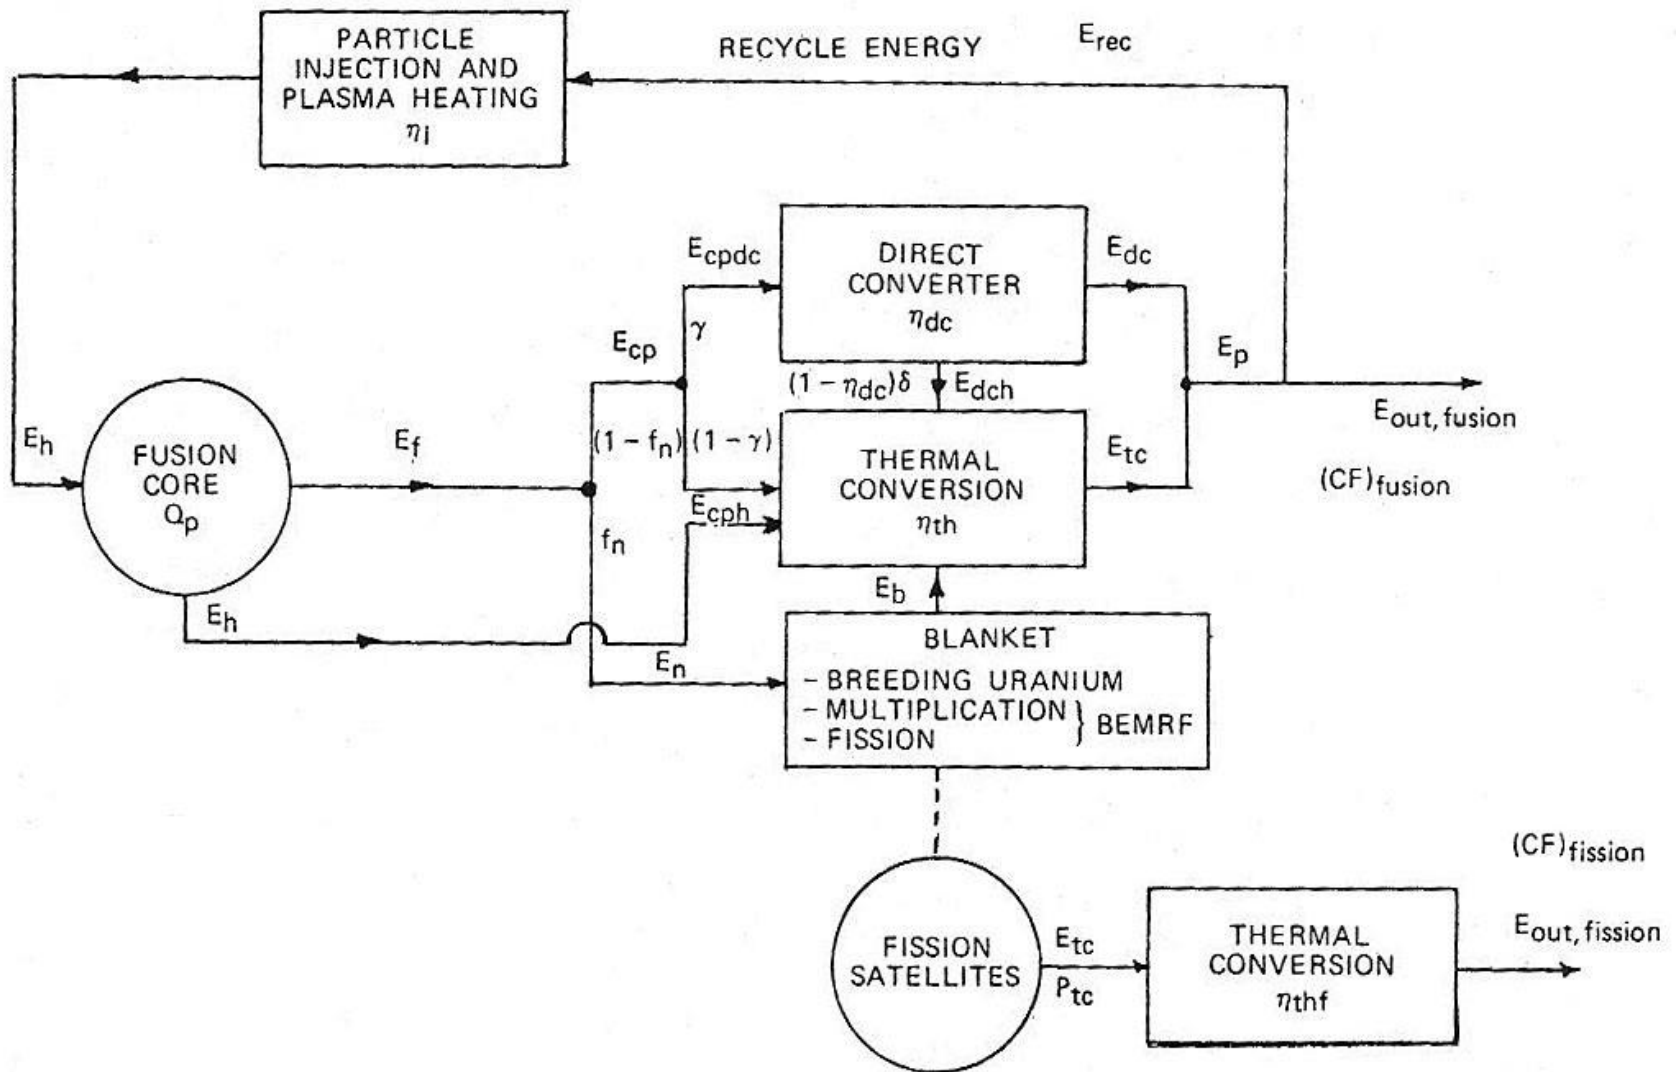 PARTICLE
INJECTION AND
PLASMA HEATING
ηi
RECYCLE ENERGY
Erec
Ecpdc
DIRECT
CONVERTER
ηdc
Edc
γ
Ecp
Ep
(1 − ηdc)δ
Edch
Eout, fusion
Eh
FUSION
CORE
Qp
Ef
(1 − fn)
(1 − γ)
THERMAL
CONVERSION
ηth
Etc
(CF)fusion
Ecph
fn
Eb
Eh
En
BLANKET
– BREEDING URANIUM
– MULTIPLICATION
– FISSION
} BEMRF
(CF)fission
FISSION
SATELLITES
Etc
Ptc
THERMAL
CONVERSION
ηthf
Eout, fission